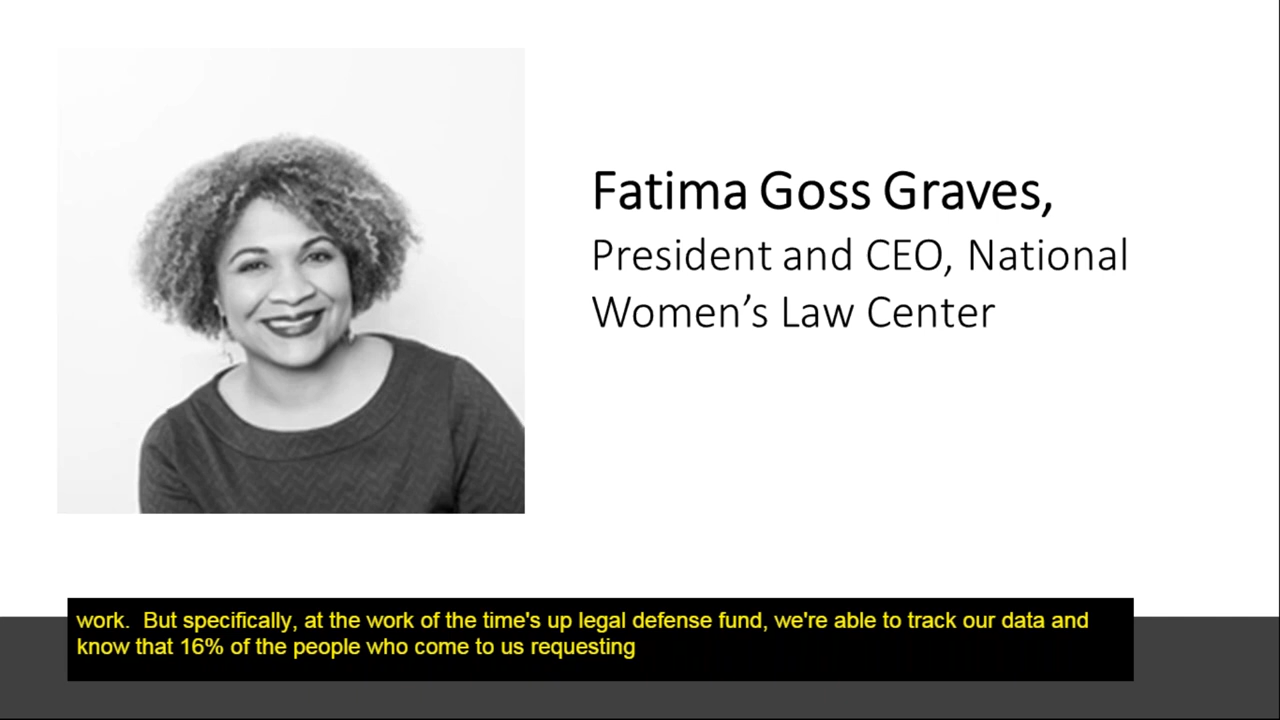 Fatima Goss Graves,
President and CEO, National
Women’s Law Center
work.  But specifically, at the work of the time's up legal defense fund, we're able to track our data and
know that 16% of the people who come to us requesting